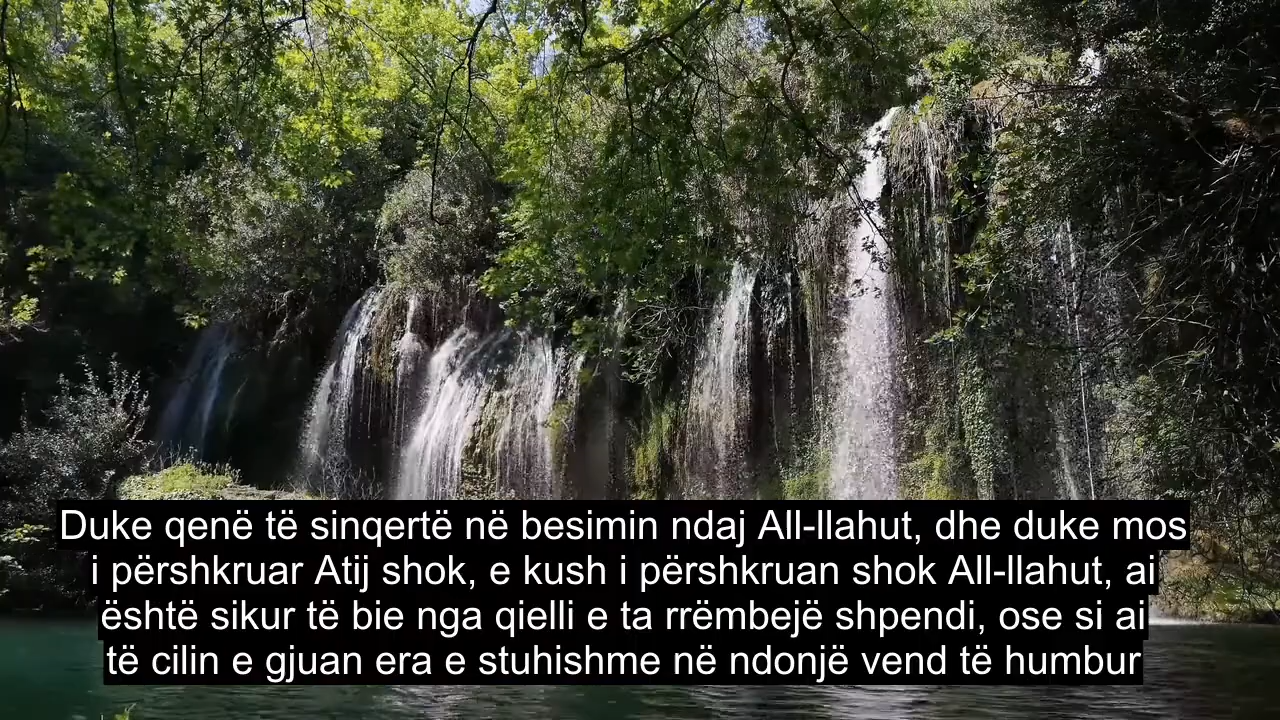 Duke qenë të sinqertë në besimin ndaj All-llahut, dhe duke mos
i përshkruar Atij shok, e kush i përshkruan shok All-llahut, ai
është sikur të bie nga qielli e ta rrëmbejë shpendi, ose si ai
të cilin e gjuan era e stuhishme në ndonjë vend të humbur